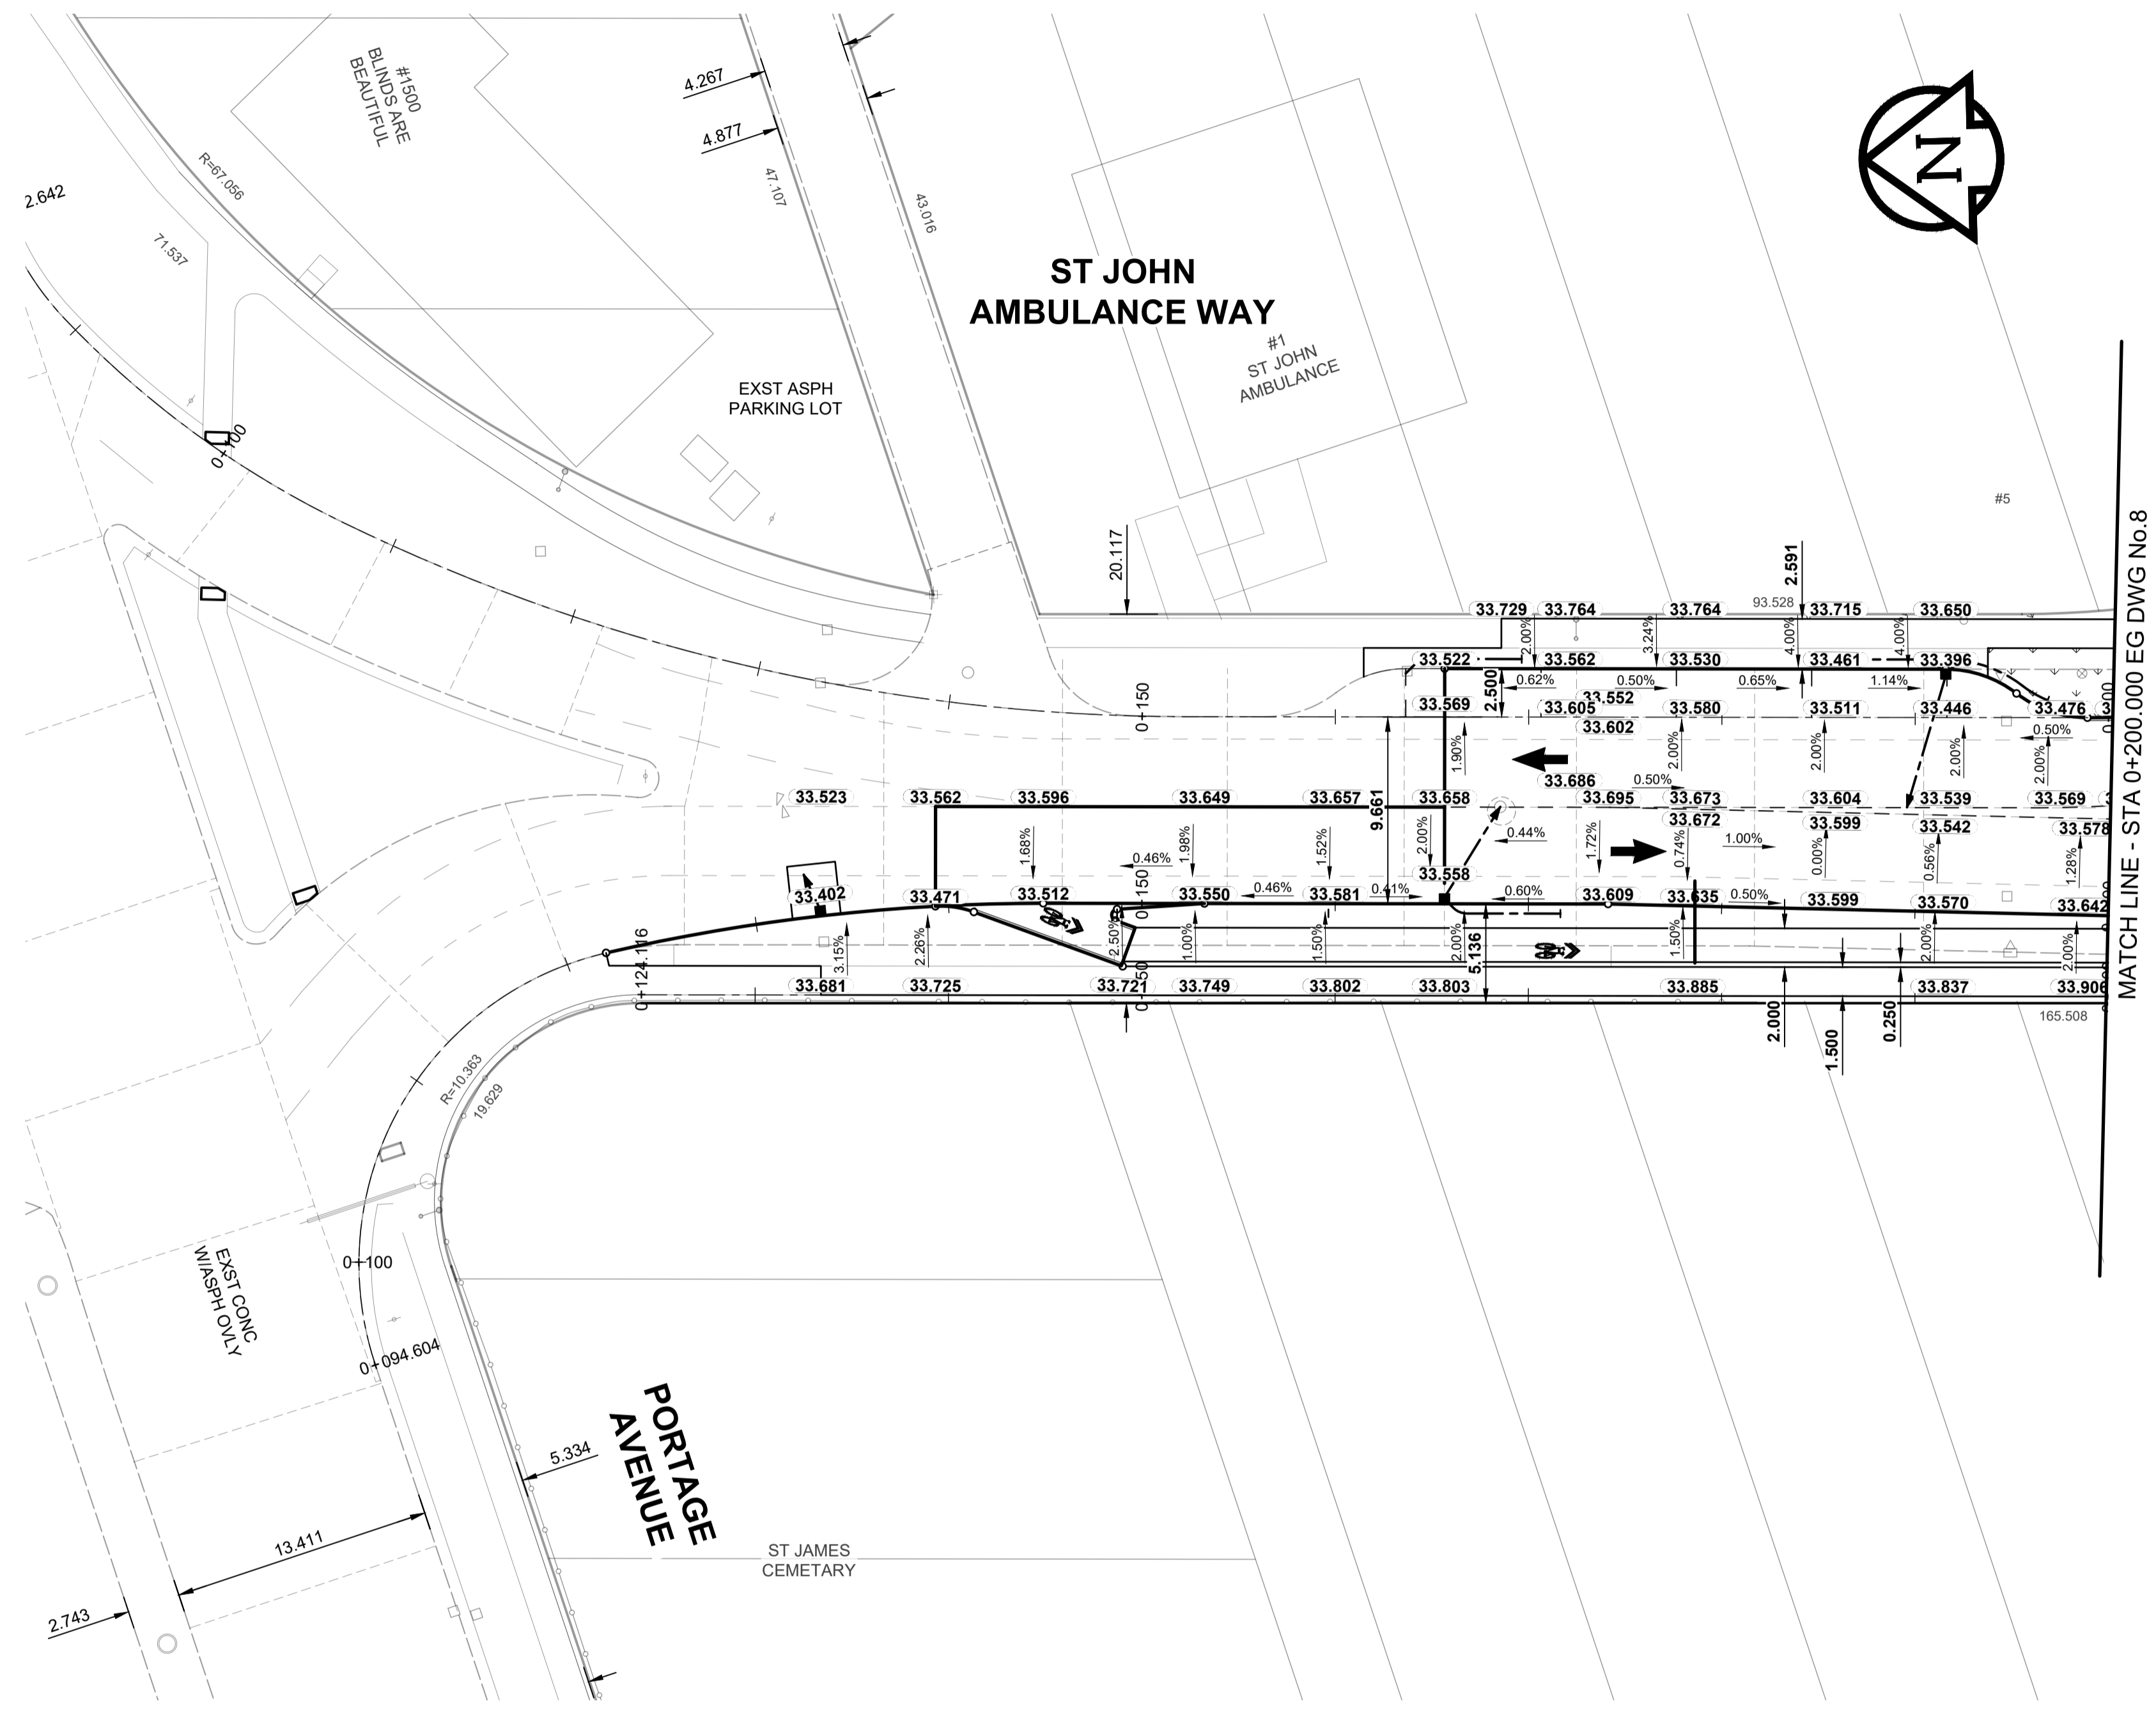 #1500
BLINDS ARE
BEAUTIFUL
4.267
4.877
47.107
43.016
R=67.056
2.642
71.537
N
ST JOHN
AMBULANCE WAY
#1
ST JOHN
AMBULANCE
EXST ASPH
PARKING LOT
0+100
#5
20.117
2.591
93.528
33.729 33.764 33.764 33.715 33.650
2.00% 3.24% 4.00% 4.00%
33.522 33.562 33.530 33.461 33.396
0.62% 0.50% 0.65% 1.14%
2.500
0+150
33.552
33.569 33.605 33.580 33.511 33.446 33.476
33.602
0.50%
1.90% 2.00% 2.00% 2.00% 2.00%
33.686 0.50%
33.523 33.562 33.596 33.649 33.657 33.658 33.695 33.673 33.604 33.539 33.569
9.661
33.672 33.599 33.542 33.578
1.68% 1.98% 1.52% 2.00% 0.44% 1.72% 0.74% 1.00% 0.00% 0.56% 1.28%
0.46%
33.558
33.402 33.471 33.512 0+150 33.550 0.46% 33.581 0.41% 0.60% 33.609 33.635 0.50% 33.599 33.570 33.642
3.15% 2.26% 2.50% 1.00% 1.50% 2.00% 5.136 1.50% 2.00% 2.00%
0+124.116
33.681 33.725 33.721 33.749 33.802 33.803 33.885 33.837 33.906
2.000
1.500
0.250
165.508
MATCH LINE - STA 0+200.000 EG DWG No.8
R=10.363
19.629
0+100
EXST CONC
W/ASPH OVLY
0+094.604
PORTAGE
AVENUE
5.334
13.411
2.743
ST JAMES
CEMETARY